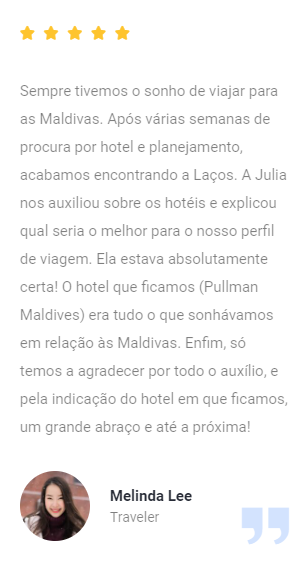 Sempre tivemos o sonho de viajar para
as Maldivas. Após várias semanas de
procura por hotel e planejamento,
acabamos encontrando a Laços. A Julia
nos auxiliou sobre os hotéis e explicou
qual seria o melhor para o nosso perfil
de viagem. Ela estava absolutamente
certa! O hotel que ficamos (Pullman
Maldives) era tudo o que sonhávamos
em relação às Maldivas. Enfim, só
temos a agradecer por todo o auxílio, e
pela indicação do hotel em que ficamos,
um grande abraço e até a próxima!
Melinda Lee
Traveler